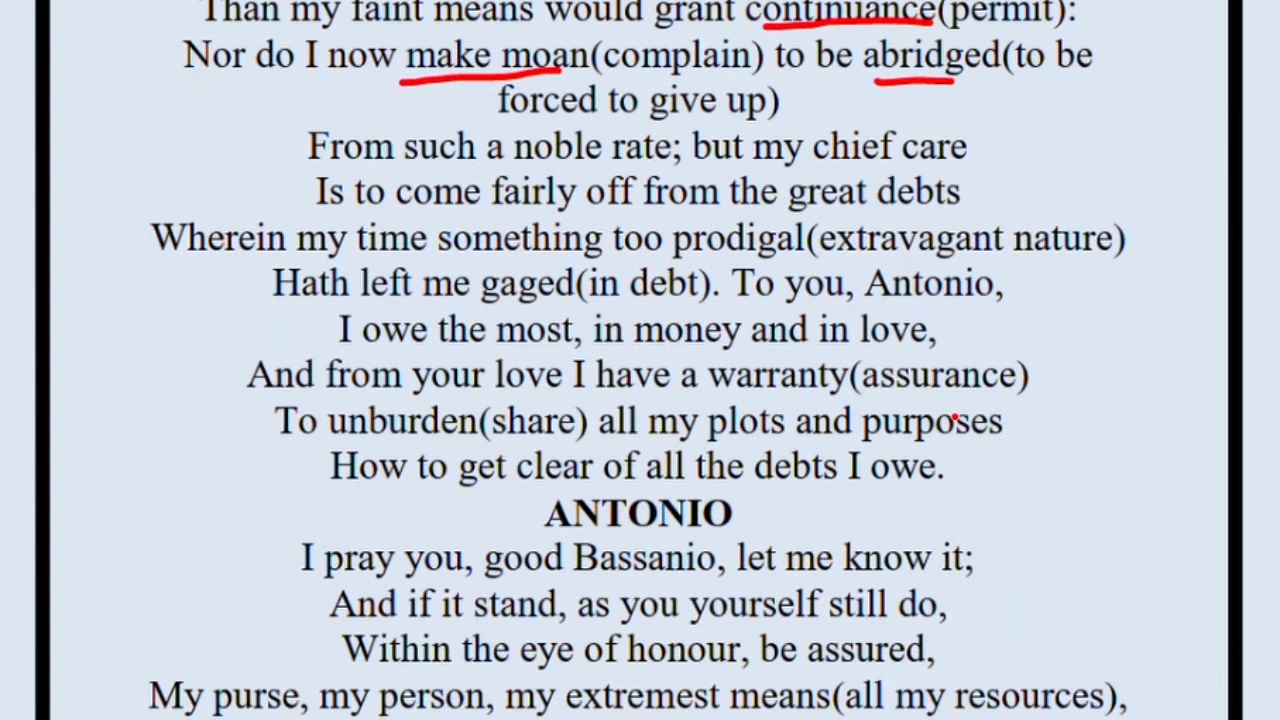 Than my faint means would grant continuance(permit):
Nor do I now make moan(complain) to be abridged(to be
forced to give up)
From such a noble rate; but my chief care
Is to come fairly off from the great debts
Wherein my time something too prodigal(extravagant nature)
Hath left me gaged(in debt). To you, Antonio,
I owe the most, in money and in love,
And from your love I have a warranty(assurance)
To unburden(share) all my plots and purposes
How to get clear of all the debts I owe.
ANTONIO
I pray you, good Bassanio, let me know it;
And if it stand, as you yourself still do,
Within the eye of honour, be assured,
My purse, my person, my extremest means(all my resources),